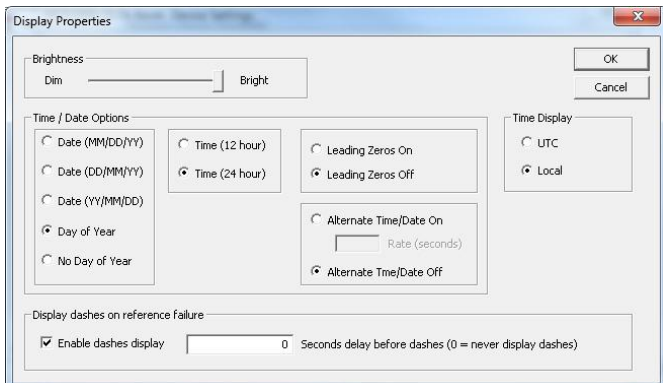 Display Properties
Brightness
Dim
Bright
OK
Cancel
Time / Date Options
Date (MM/DD/YY)
Date (DD/MM/YY)
Date (YY/MM/DD)
Day of Year
No Day of Year
Time (12 hour)
Time (24 hour)
Leading Zeros On
Leading Zeros Off
Alternate Time/Date On
Rate (seconds)
Alternate Tme/Date Off
Time Display
UTC
Local
Display dashes on reference failure
Enable dashes display
0
Seconds delay before dashes (0 = never display dashes)